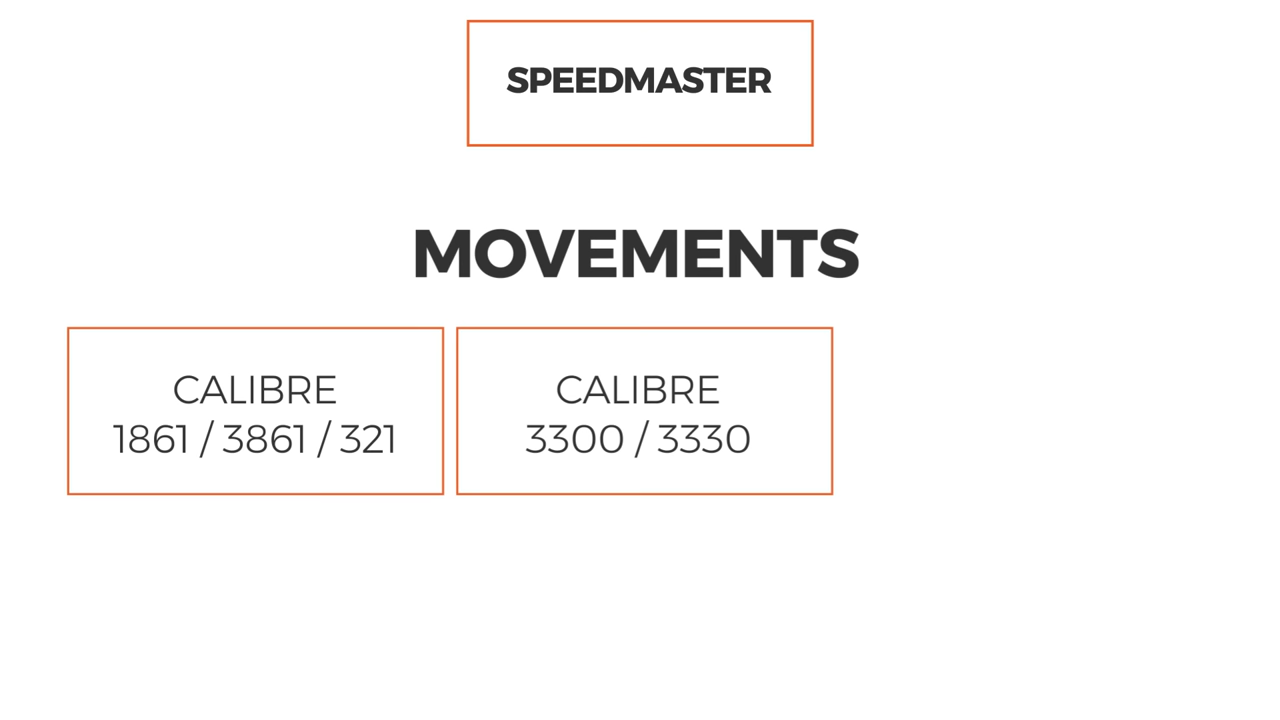 SPEEDMASTER
MOVEMENTS
CALIBRE
1861 / 3861 / 321
CALIBRE
3300 / 3330